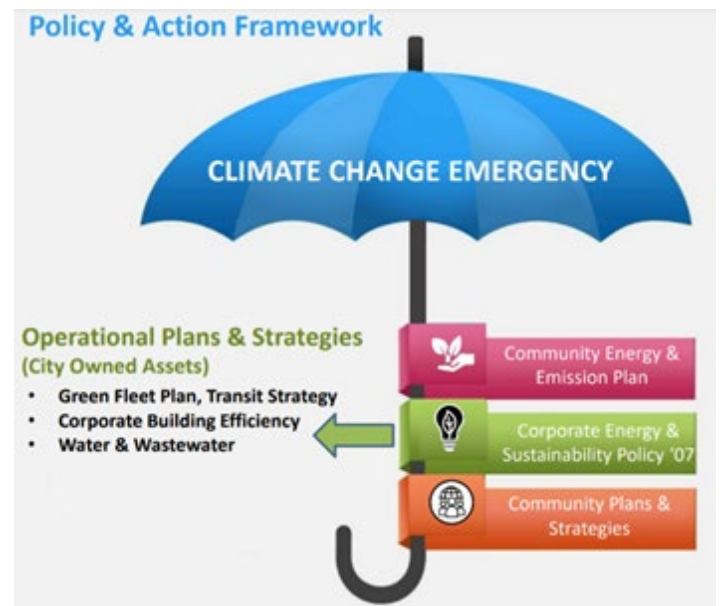 Policy & Action Framework
CLIMATE CHANGE EMERGENCY
Operational Plans & Strategies
(City Owned Assets)
• Green Fleet Plan, Transit Strategy
• Corporate Building Efficiency
• Water & Wastewater
Community Energy &
Emission Plan
Corporate Energy &
Sustainability Policy ‘07
Community Plans &
Strategies